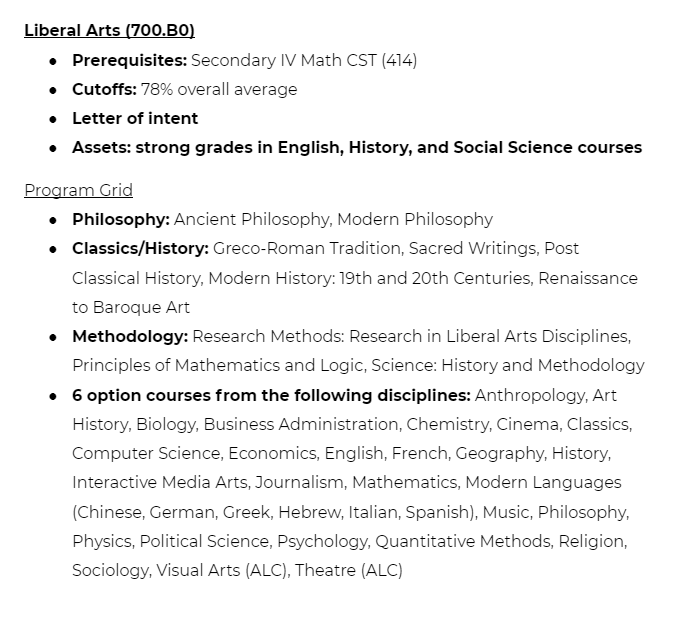 Liberal Arts (700.B0)
● Prerequisites: Secondary IV Math CST (414)
● Cutoffs: 78% overall average
● Letter of intent
● Assets: strong grades in English, History, and Social Science courses
Program Grid
● Philosophy: Ancient Philosophy, Modern Philosophy
● Classics/History: Greco-Roman Tradition, Sacred Writings, Post
Classical History, Modern History: 19th and 20th Centuries, Renaissance
to Baroque Art
● Methodology: Research Methods: Research in Liberal Arts Disciplines,
Principles of Mathematics and Logic, Science: History and Methodology
● 6 option courses from the following disciplines: Anthropology, Art
History, Biology, Business Administration, Chemistry, Cinema, Classics,
Computer Science, Economics, English, French, Geography, History,
Interactive Media Arts, Journalism, Mathematics, Modern Languages
(Chinese, German, Greek, Hebrew, Italian, Spanish), Music, Philosophy,
Physics, Political Science, Psychology, Quantitative Methods, Religion,
Sociology, Visual Arts (ALC), Theatre (ALC)